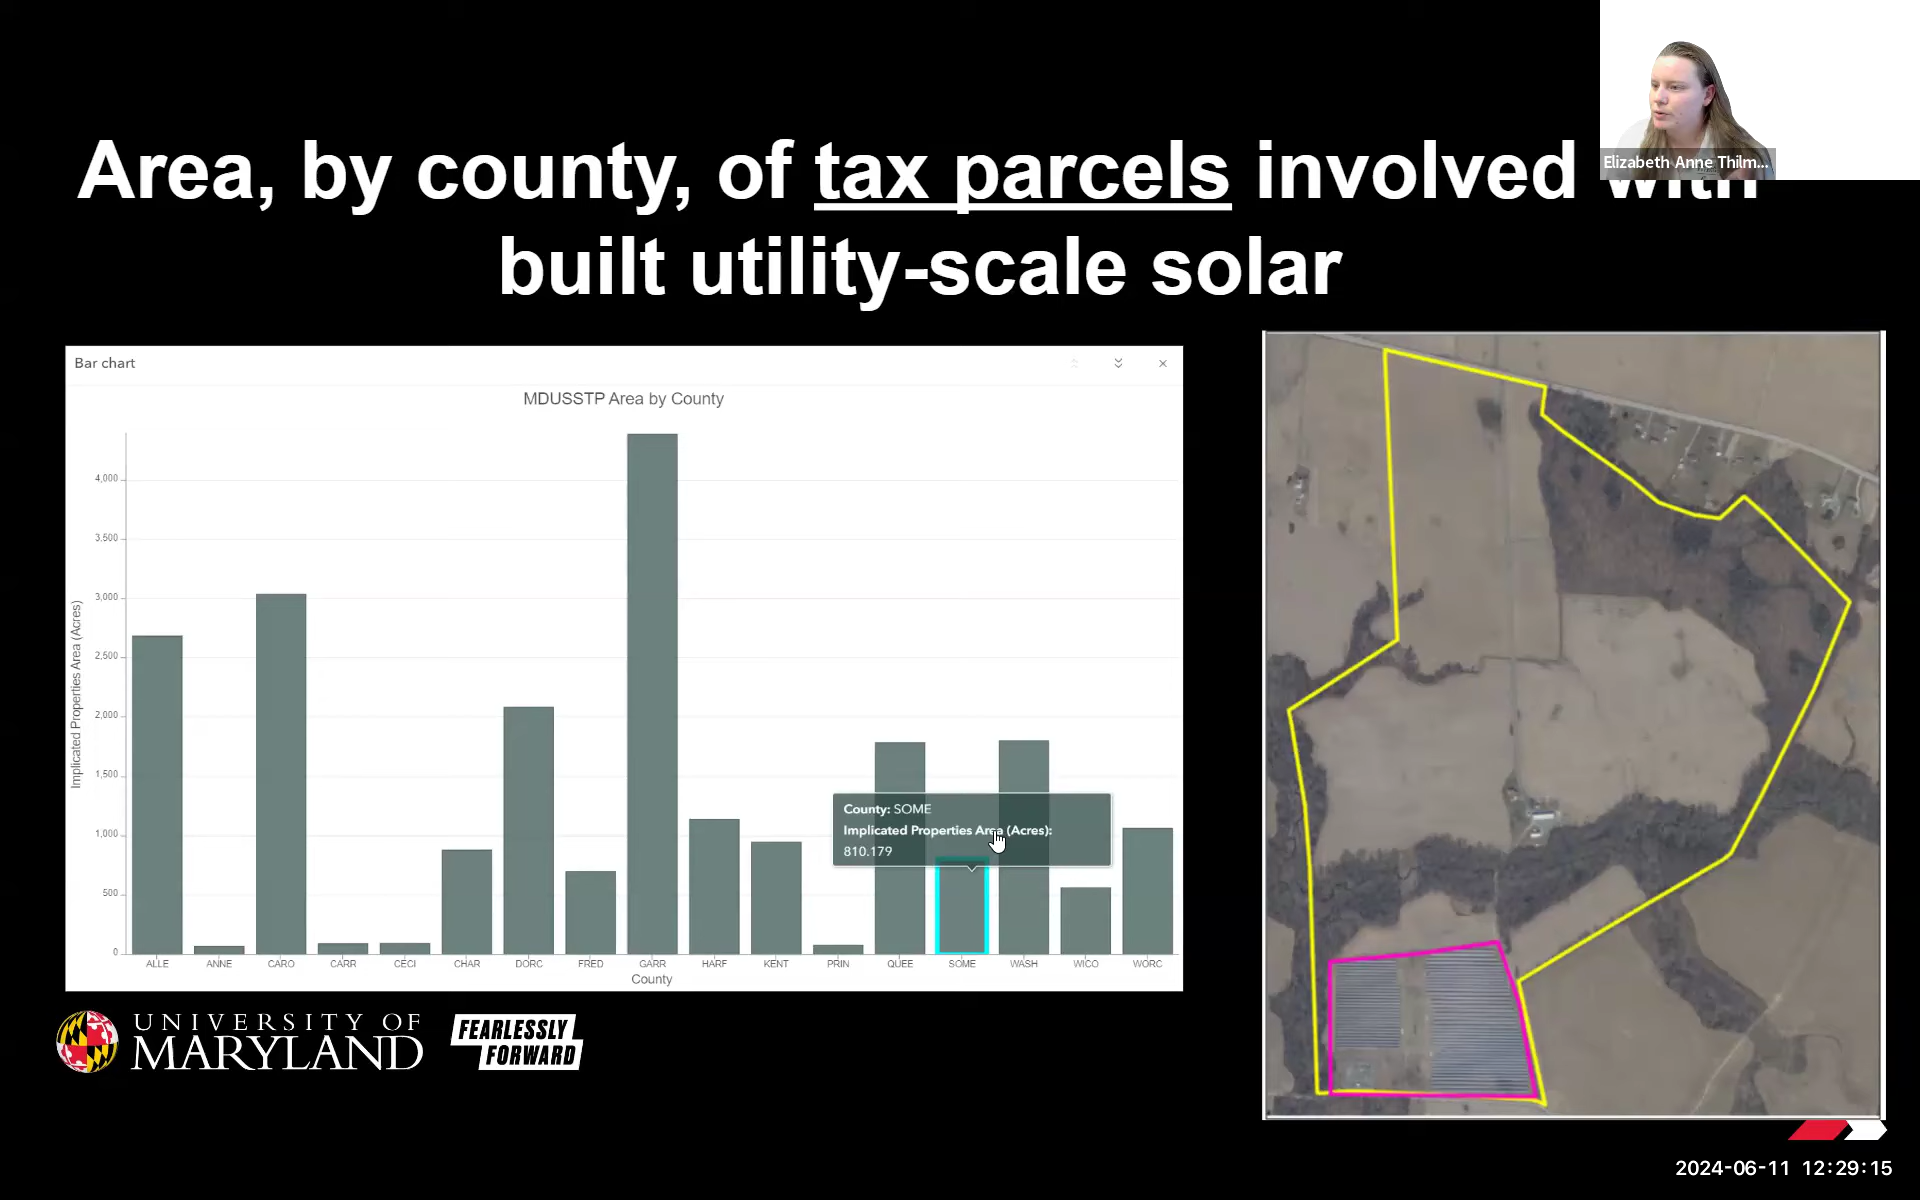 Elizabeth Anne Thilm...
Area, by county, of tax parcels involved with
built utility-scale solar
Bar chart
MDUSSTP Area by County
Implicated Properties Area (Acres)
4,000
3,500
3,000
2,500
2,000
1,500
1,000
500
0
County: SOME
Implicated Properties Area (Acres):
810.179
ALLE ANNE CARO CARR CECI CHAR DORC FRED GARR HARF KENT PRIN QUEE SOME WASH WICO WORC
County
UNIVERSITY OF
MARYLAND
FEARLESSLY
FORWARD
2024-06-11 12:29:15